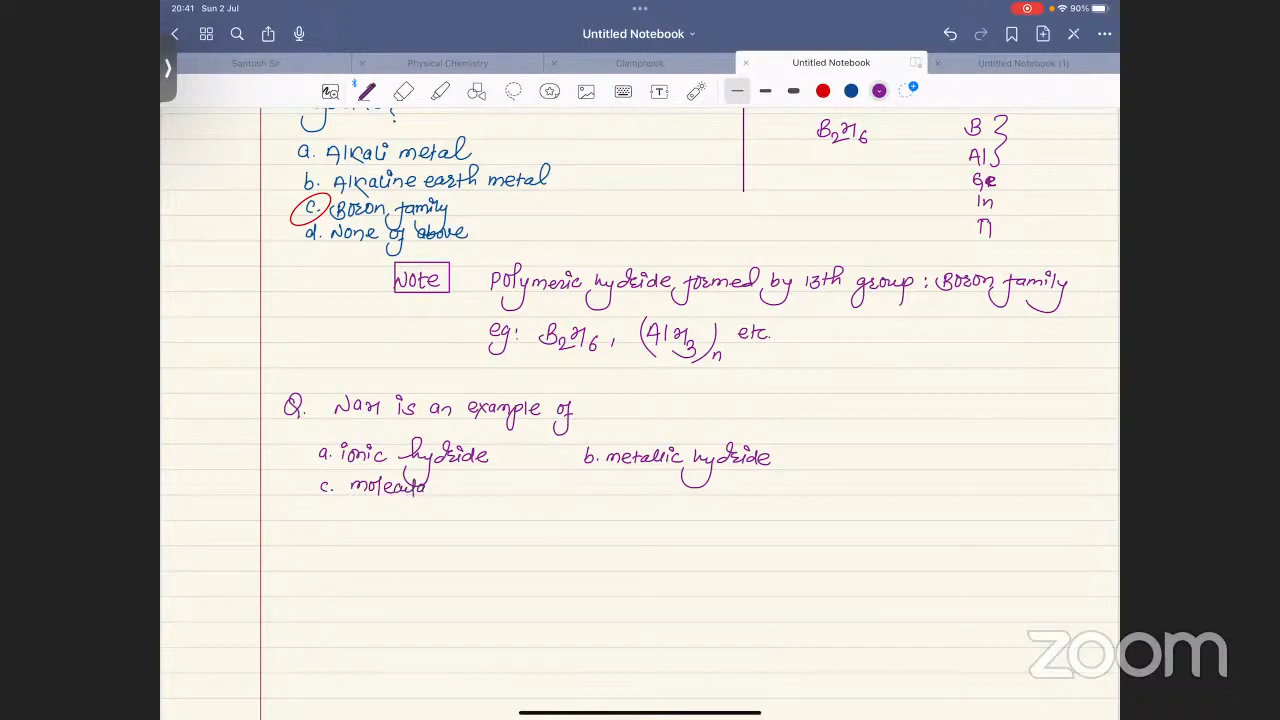 20:41 Sun 2 Jul
90%
Untitled Notebook
Santosh Sir
Physical Chemistry
Clamphook
Untitled Notebook
Untitled Notebook (1)
a. Alkali metal
b. Alkaline earth metal
c. Boron family
d. None of above
B2H6
B
Al
In
Tl
Note Polymeric hydride formed by 13th group : Boron family
eg: B2H6, (AlH3)n etc.
Q. NaH is an example of
a. ionic hydride b. metallic hydride
c. molecula
zoom